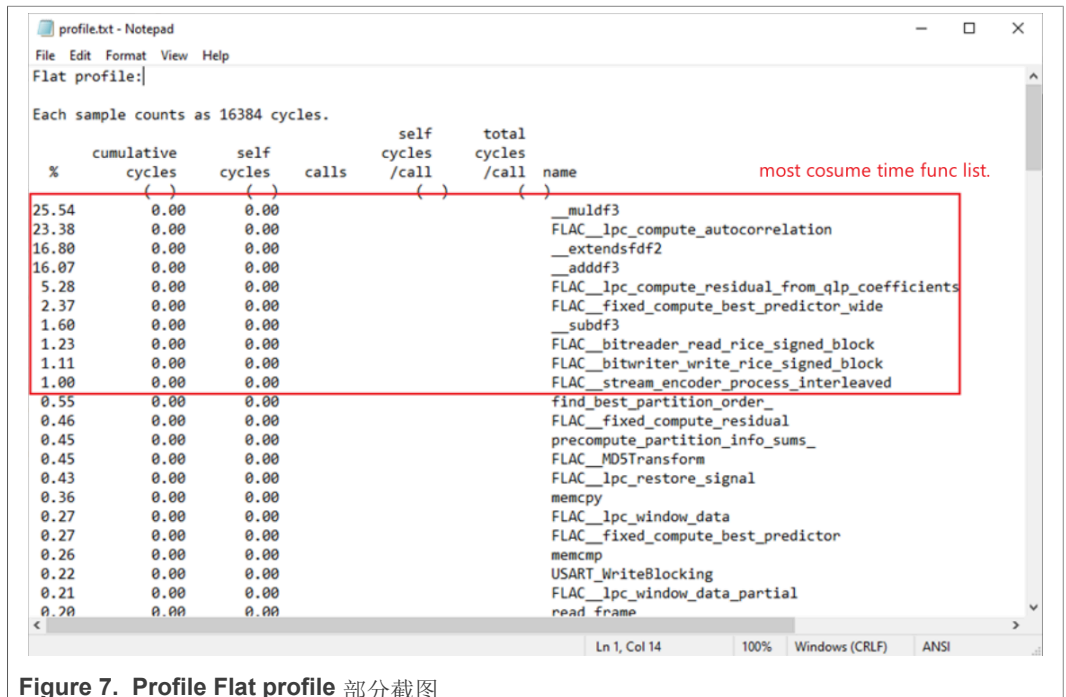 profile.txt - Notepad
File Edit Format View Help
Flat profile:
Each sample counts as 16384 cycles.
self total
cumulative self cycles cycles
% cycles cycles calls /call /call name
( ) ( ) ( ) ( )
most cosume time func list.
25.54 0.00 0.00 __muldf3
23.38 0.00 0.00 FLAC__lpc_compute_autocorrelation
16.80 0.00 0.00 __extendsfdf2
16.07 0.00 0.00 __adddf3
5.28 0.00 0.00 FLAC__lpc_compute_residual_from_qlp_coefficients
2.37 0.00 0.00 FLAC__fixed_compute_best_predictor_wide
1.60 0.00 0.00 __subdf3
1.23 0.00 0.00 FLAC__bitreader_read_rice_signed_block
1.11 0.00 0.00 FLAC__bitwriter_write_rice_signed_block
1.00 0.00 0.00 FLAC__stream_encoder_process_interleaved
0.55 0.00 0.00 find_best_partition_order_
0.46 0.00 0.00 FLAC__fixed_compute_residual
0.45 0.00 0.00 precompute_partition_info_sums_
0.45 0.00 0.00 FLAC__MD5Transform
0.43 0.00 0.00 FLAC__lpc_restore_signal
0.36 0.00 0.00 memcpy
0.27 0.00 0.00 FLAC__lpc_window_data
0.27 0.00 0.00 FLAC__fixed_compute_best_predictor
0.26 0.00 0.00 memcmp
0.22 0.00 0.00 USART_WriteBlocking
0.21 0.00 0.00 FLAC__lpc_window_data_partial
0.20 0.00 0.00 read_frame
Ln 1, Col 14 100% Windows (CRLF) ANSI
Figure 7. Profile Flat profile 部分截图